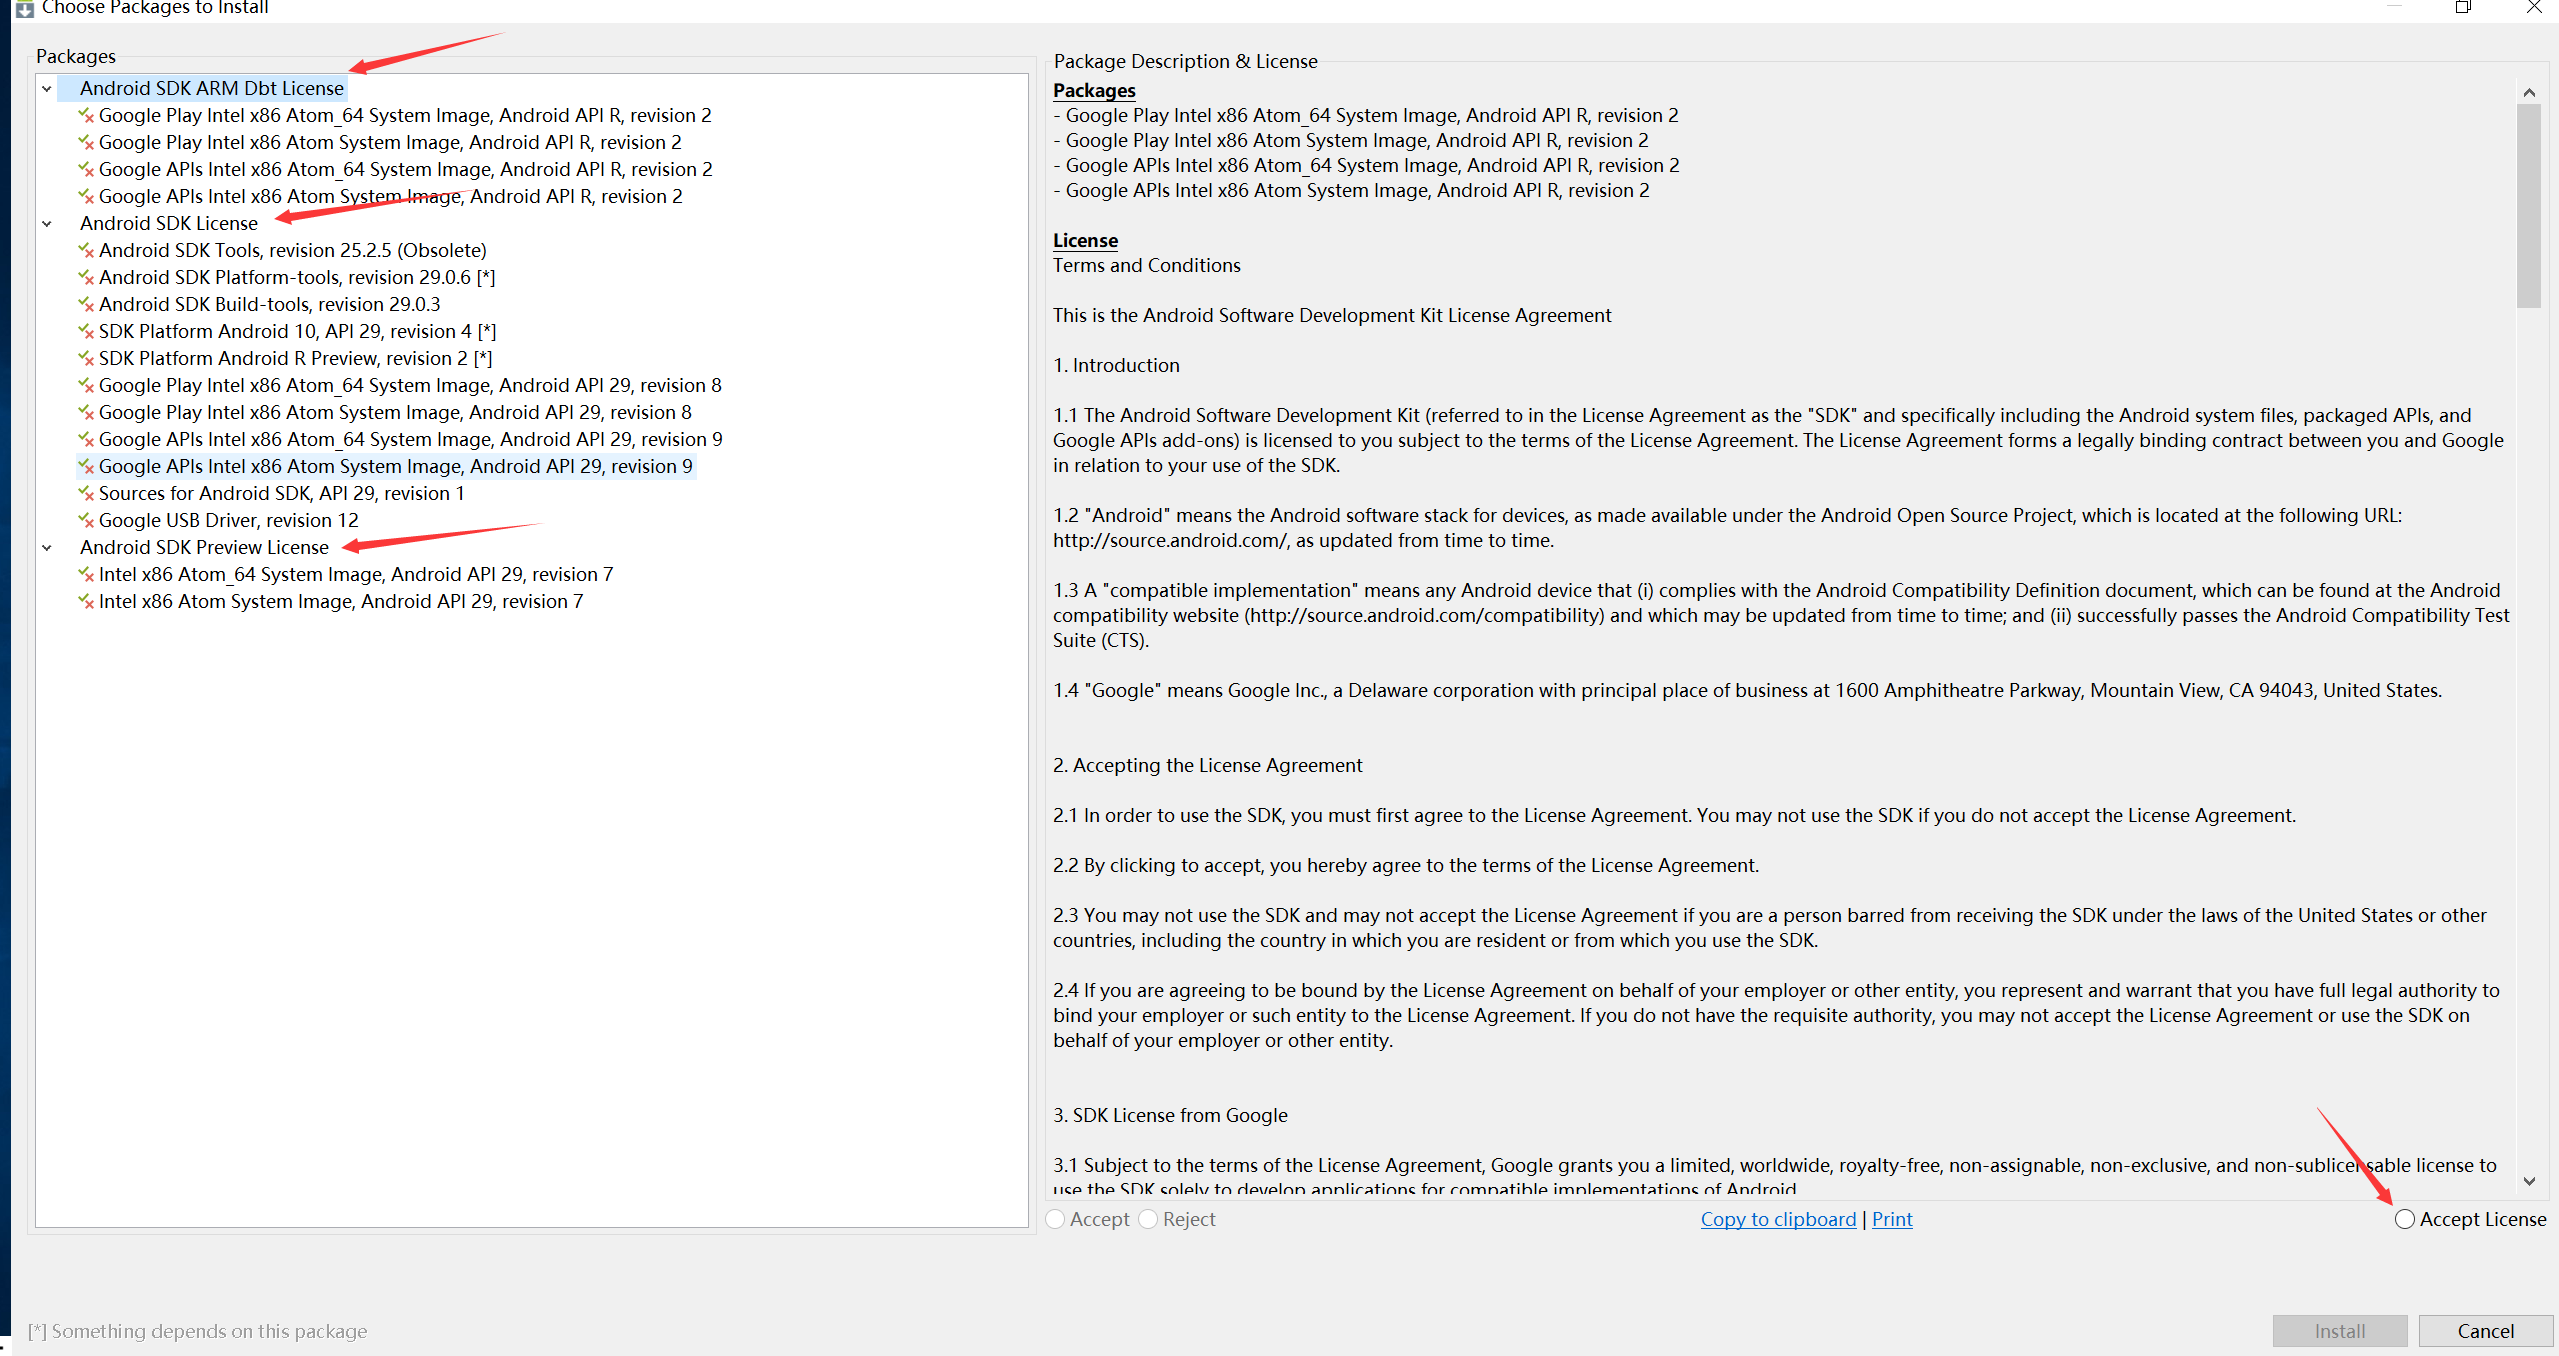 Choose Packages to Install
Packages
Android SDK ARM Dbt License
Google Play Intel x86 Atom_64 System Image, Android API R, revision 2
Google Play Intel x86 Atom System Image, Android API R, revision 2
Google APIs Intel x86 Atom_64 System Image, Android API R, revision 2
Google APIs Intel x86 Atom System Image, Android API R, revision 2
Android SDK License
Android SDK Tools, revision 25.2.5 (Obsolete)
Android SDK Platform-tools, revision 29.0.6 [*]
Android SDK Build-tools, revision 29.0.3
SDK Platform Android 10, API 29, revision 4 [*]
SDK Platform Android R Preview, revision 2 [*]
Google Play Intel x86 Atom_64 System Image, Android API 29, revision 8
Google Play Intel x86 Atom System Image, Android API 29, revision 8
Google APIs Intel x86 Atom_64 System Image, Android API 29, revision 9
Google APIs Intel x86 Atom System Image, Android API 29, revision 9
Sources for Android SDK, API 29, revision 1
Google USB Driver, revision 12
Android SDK Preview License
Intel x86 Atom_64 System Image, Android API 29, revision 7
Intel x86 Atom System Image, Android API 29, revision 7
Package Description & License
Packages
- Google Play Intel x86 Atom_64 System Image, Android API R, revision 2
- Google Play Intel x86 Atom System Image, Android API R, revision 2
- Google APIs Intel x86 Atom_64 System Image, Android API R, revision 2
- Google APIs Intel x86 Atom System Image, Android API R, revision 2
License
Terms and Conditions
This is the Android Software Development Kit License Agreement
1. Introduction
1.1 The Android Software Development Kit (referred to in the License Agreement as the "SDK" and specifically including the Android system files, packaged APIs, and
Google APIs add-ons) is licensed to you subject to the terms of the License Agreement. The License Agreement forms a legally binding contract between you and Google
in relation to your use of the SDK.
1.2 "Android" means the Android software stack for devices, as made available under the Android Open Source Project, which is located at the following URL:
http://source.android.com/, as updated from time to time.
1.3 A "compatible implementation" means any Android device that (i) complies with the Android Compatibility Definition document, which can be found at the Android
compatibility website (http://source.android.com/compatibility) and which may be updated from time to time; and (ii) successfully passes the Android Compatibility Test
Suite (CTS).
1.4 "Google" means Google Inc., a Delaware corporation with principal place of business at 1600 Amphitheatre Parkway, Mountain View, CA 94043, United States.
2. Accepting the License Agreement
2.1 In order to use the SDK, you must first agree to the License Agreement. You may not use the SDK if you do not accept the License Agreement.
2.2 By clicking to accept, you hereby agree to the terms of the License Agreement.
2.3 You may not use the SDK and may not accept the License Agreement if you are a person barred from receiving the SDK under the laws of the United States or other
countries, including the country in which you are resident or from which you use the SDK.
2.4 If you are agreeing to be bound by the License Agreement on behalf of your employer or other entity, you represent and warrant that you have full legal authority to
bind your employer or such entity to the License Agreement. If you do not have the requisite authority, you may not accept the License Agreement or use the SDK on
behalf of your employer or other entity.
3. SDK License from Google
3.1 Subject to the terms of the License Agreement, Google grants you a limited, worldwide, royalty-free, non-assignable, non-exclusive, and non-sublicensable license to
use the SDK solely to develop applications for compatible implementations of Android.
Accept Reject Copy to clipboard | Print Accept License
[*] Something depends on this package
Install Cancel